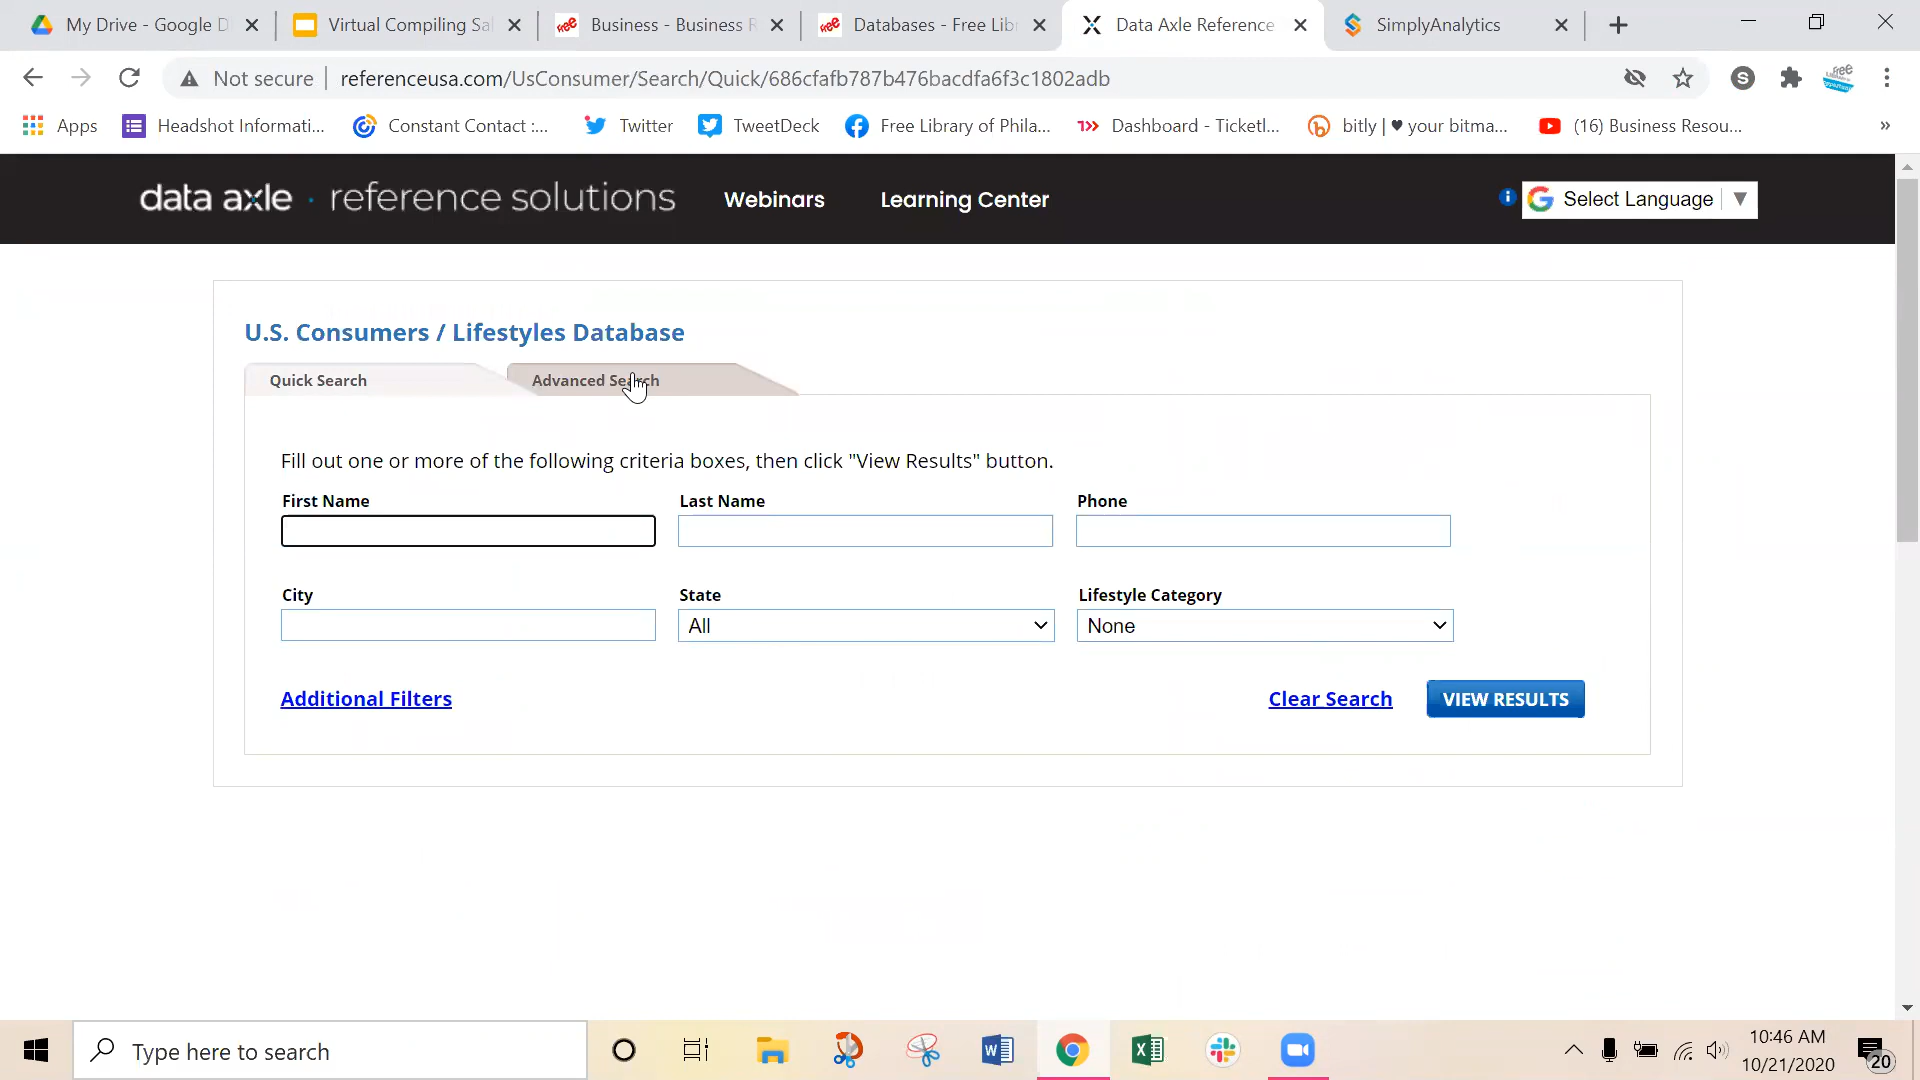 My Drive - Google D
Virtual Compiling Sal
Business - Business R
Databases - Free Libr
Data Axle Reference
SimplyAnalytics
Not secure
referenceusa.com/UsConsumer/Search/Quick/686cfafb787b476bacdfa6f3c1802adb
S
Apps
Headshot Informati...
Constant Contact :...
Twitter
TweetDeck
Free Library of Phila...
Dashboard - Ticketl...
bitly | ♥ your bitma...
(16) Business Resou...
»
data axle · reference solutions
Webinars
Learning Center
Select Language ▼
U.S. Consumers / Lifestyles Database
Quick Search
Advanced Search
Fill out one or more of the following criteria boxes, then click "View Results" button.
First Name
Last Name
Phone
City
State
Lifestyle Category
All
None
Additional Filters
Clear Search
VIEW RESULTS
Type here to search
10:46 AM
10/21/2020
20